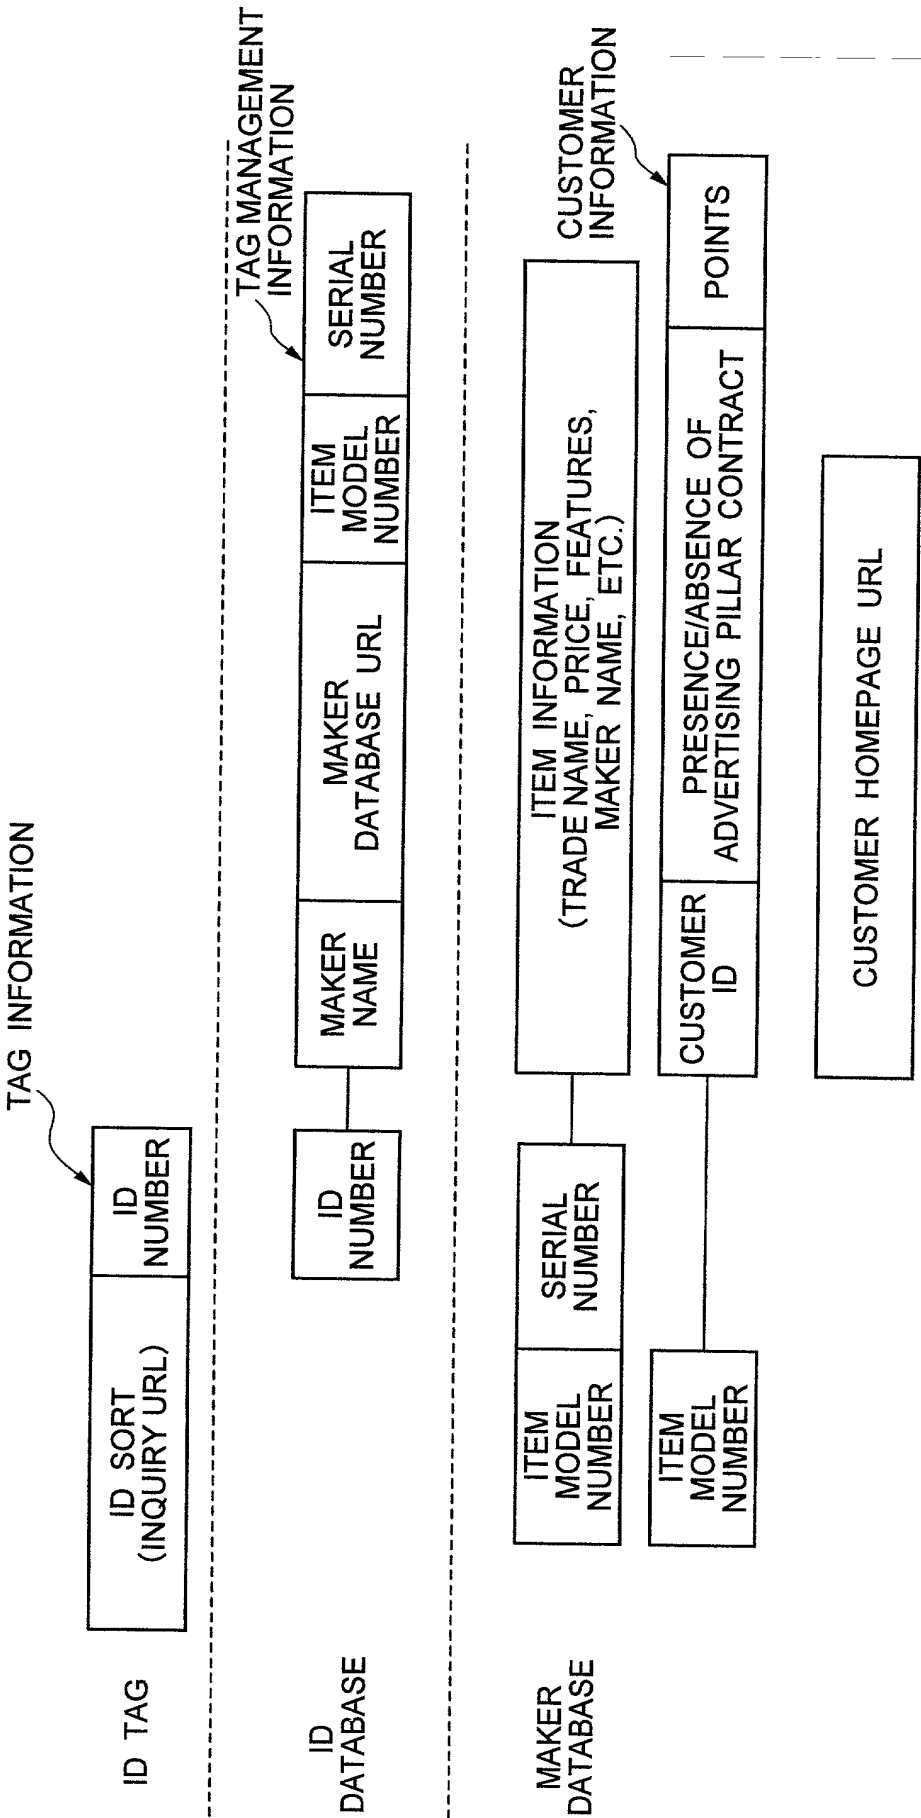 TAG INFORMATION
ID TAG
ID SORT
(INQUIRY URL)
ID
NUMBER
TAG MANAGEMENT
INFORMATION
ID
DATABASE
ID
NUMBER
MAKER
NAME
MAKER
DATABASE URL
ITEM
MODEL
NUMBER
SERIAL
NUMBER
MAKER
DATABASE
ITEM
MODEL
NUMBER
SERIAL
NUMBER
ITEM INFORMATION
(TRADE NAME, PRICE, FEATURES,
MAKER NAME, ETC.)
CUSTOMER
INFORMATION
ITEM
MODEL
NUMBER
CUSTOMER
ID
PRESENCE/ABSENCE OF
ADVERTISING PILLAR CONTRACT
POINTS
CUSTOMER HOMEPAGE URL